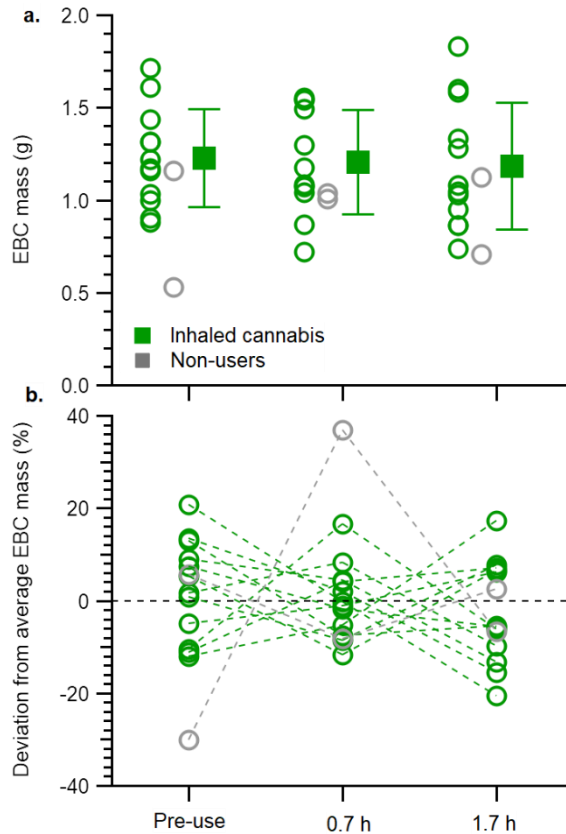 a.
2.0
1.5
1.0
0.5
0.0
EBC mass (g)
Inhaled cannabis
Non-users
b.
40
20
0
-20
-40
Deviation from average EBC mass (%)
Pre-use 0.7 h 1.7 h